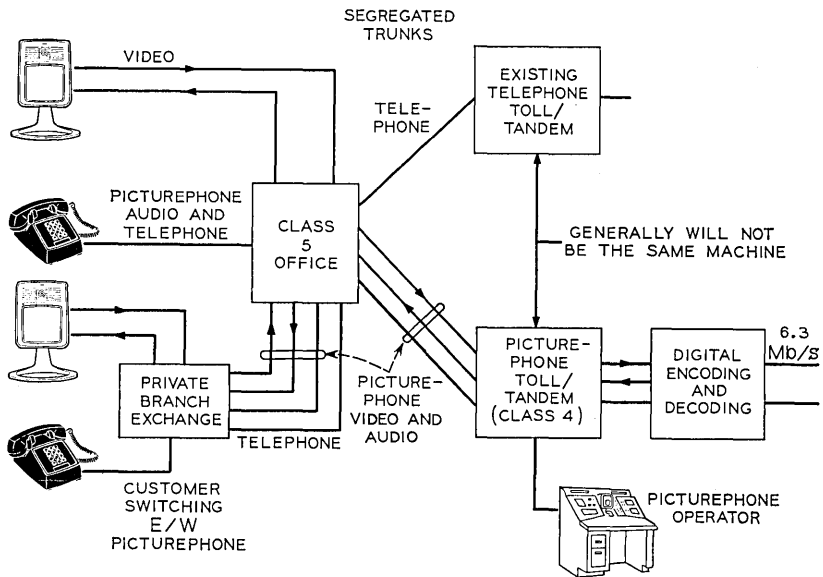 SEGREGATED
TRUNKS
VIDEO
TELE-
PHONE
EXISTING
TELEPHONE
TOLL/
TANDEM
PICTUREPHONE
AUDIO AND
TELEPHONE
CLASS
5
OFFICE
GENERALLY WILL NOT
BE THE SAME MACHINE
PRIVATE
BRANCH
EXCHANGE
TELEPHONE
PICTURE-
PHONE
VIDEO AND
AUDIO
PICTURE-
PHONE
TOLL/
TANDEM
(CLASS 4)
DIGITAL
ENCODING
AND
DECODING
6.3
Mb/s
CUSTOMER
SWITCHING
E/W
PICTUREPHONE
PICTUREPHONE
OPERATOR